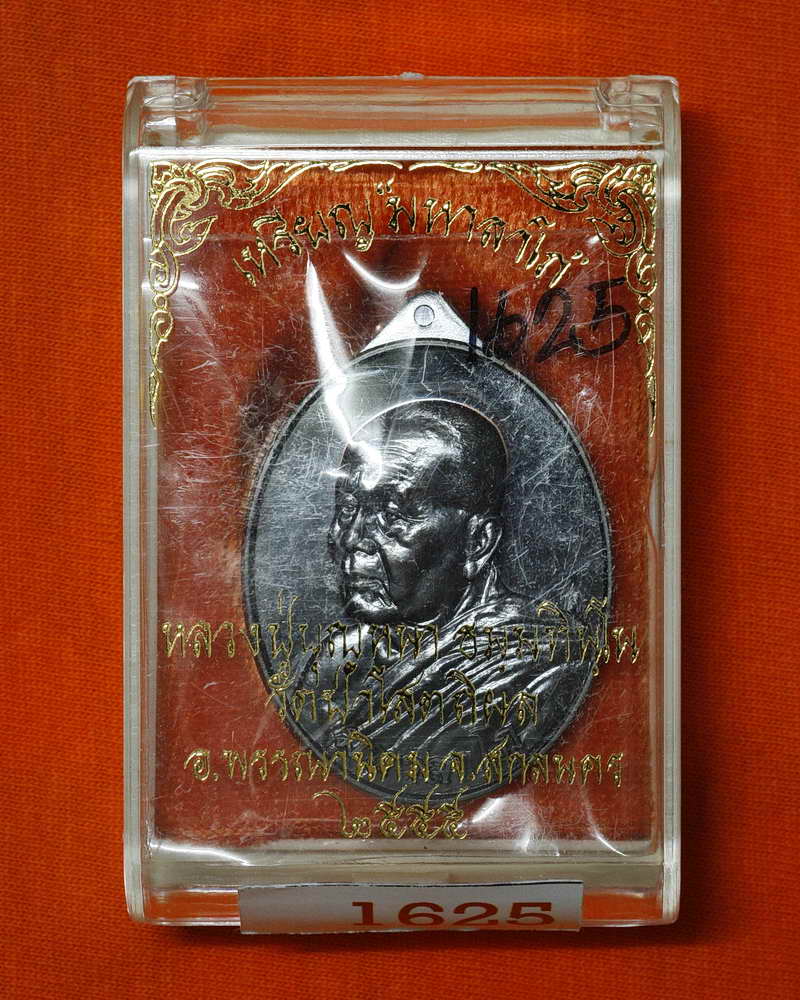 เหรียญ"มหาลาโภ"
1625
หลวงปู่บุญหนา ธมฺมทินฺโน
วัดป่าโสตถิผล
อ.พรรณานิคม จ.สกลนคร
๒๕๕๕
1625